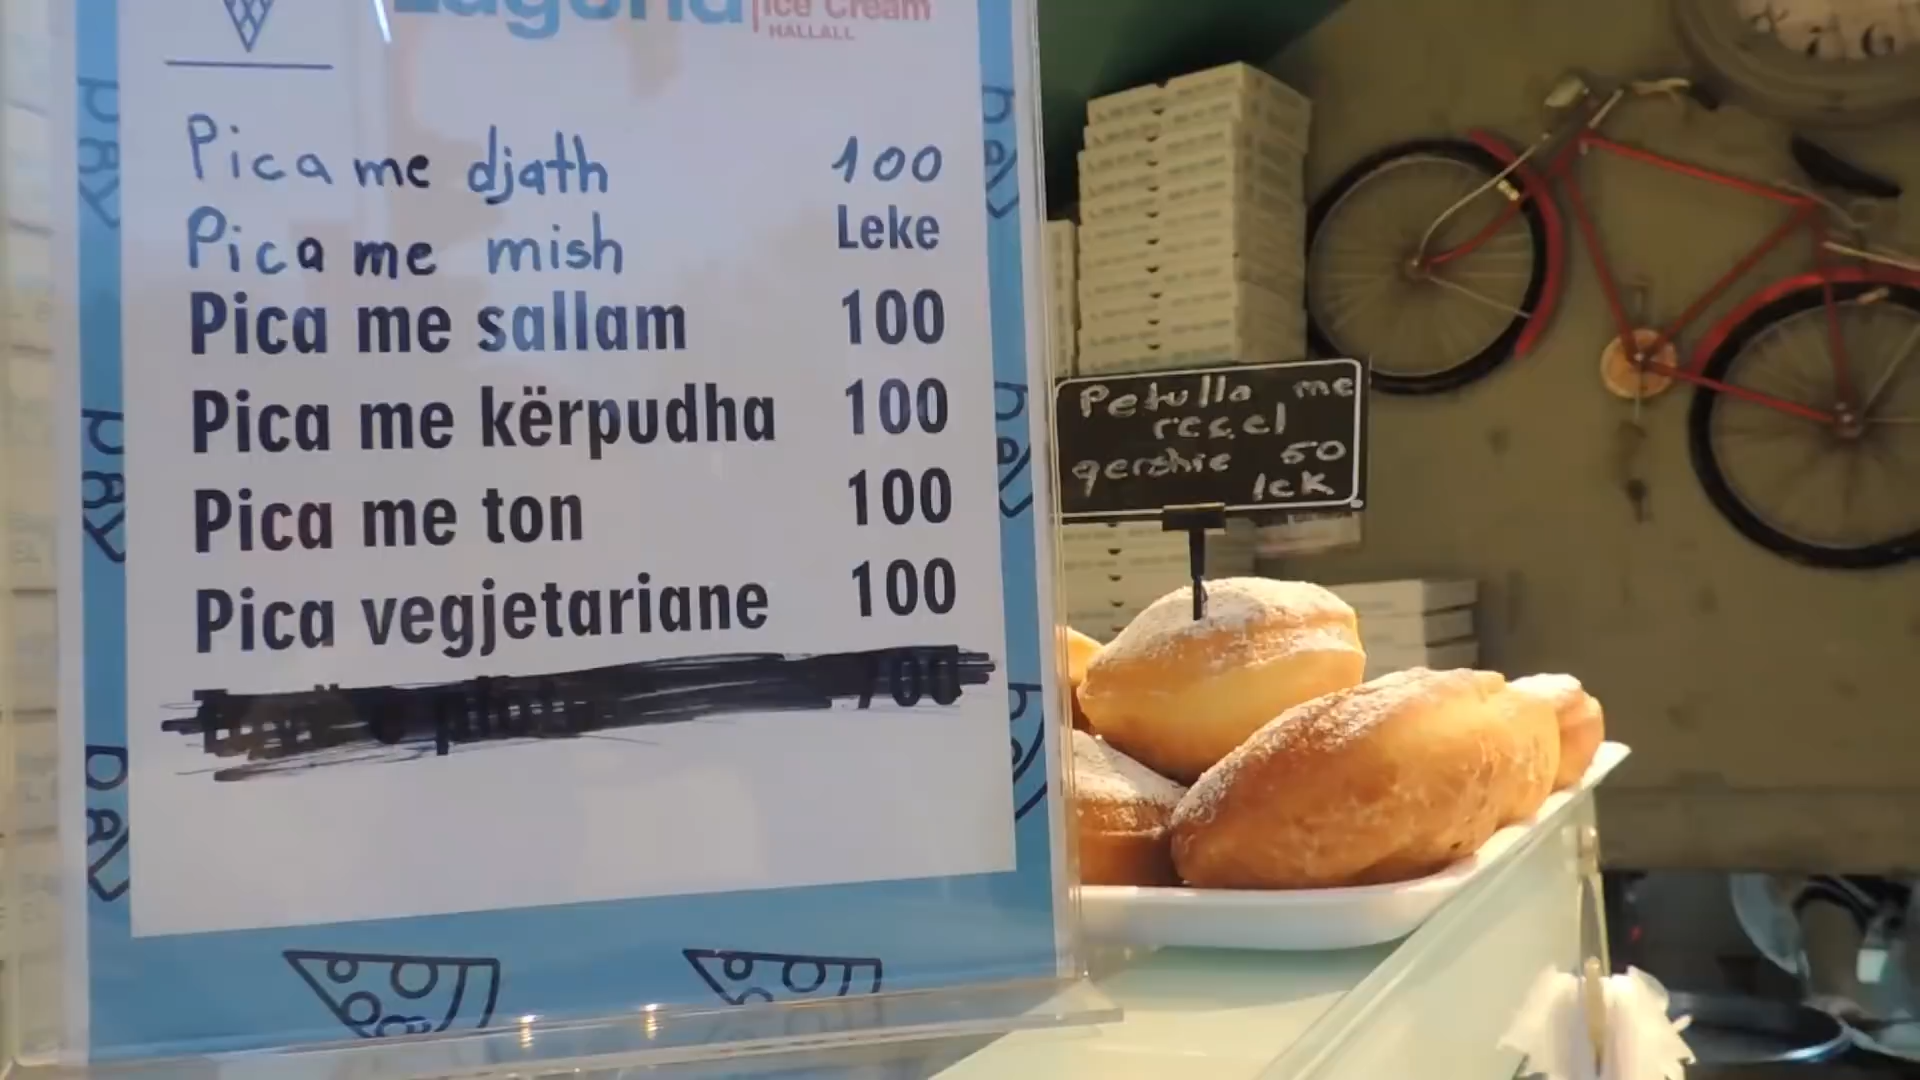 Ice Cream
HALLALL
Pica me djath 100
Leke
Pica me mish
Pica me sallam 100
Pica me kërpudha 100
Pica me ton 100
Pica vegjetariane 100
Petulla me
recel
qershie 50
lek